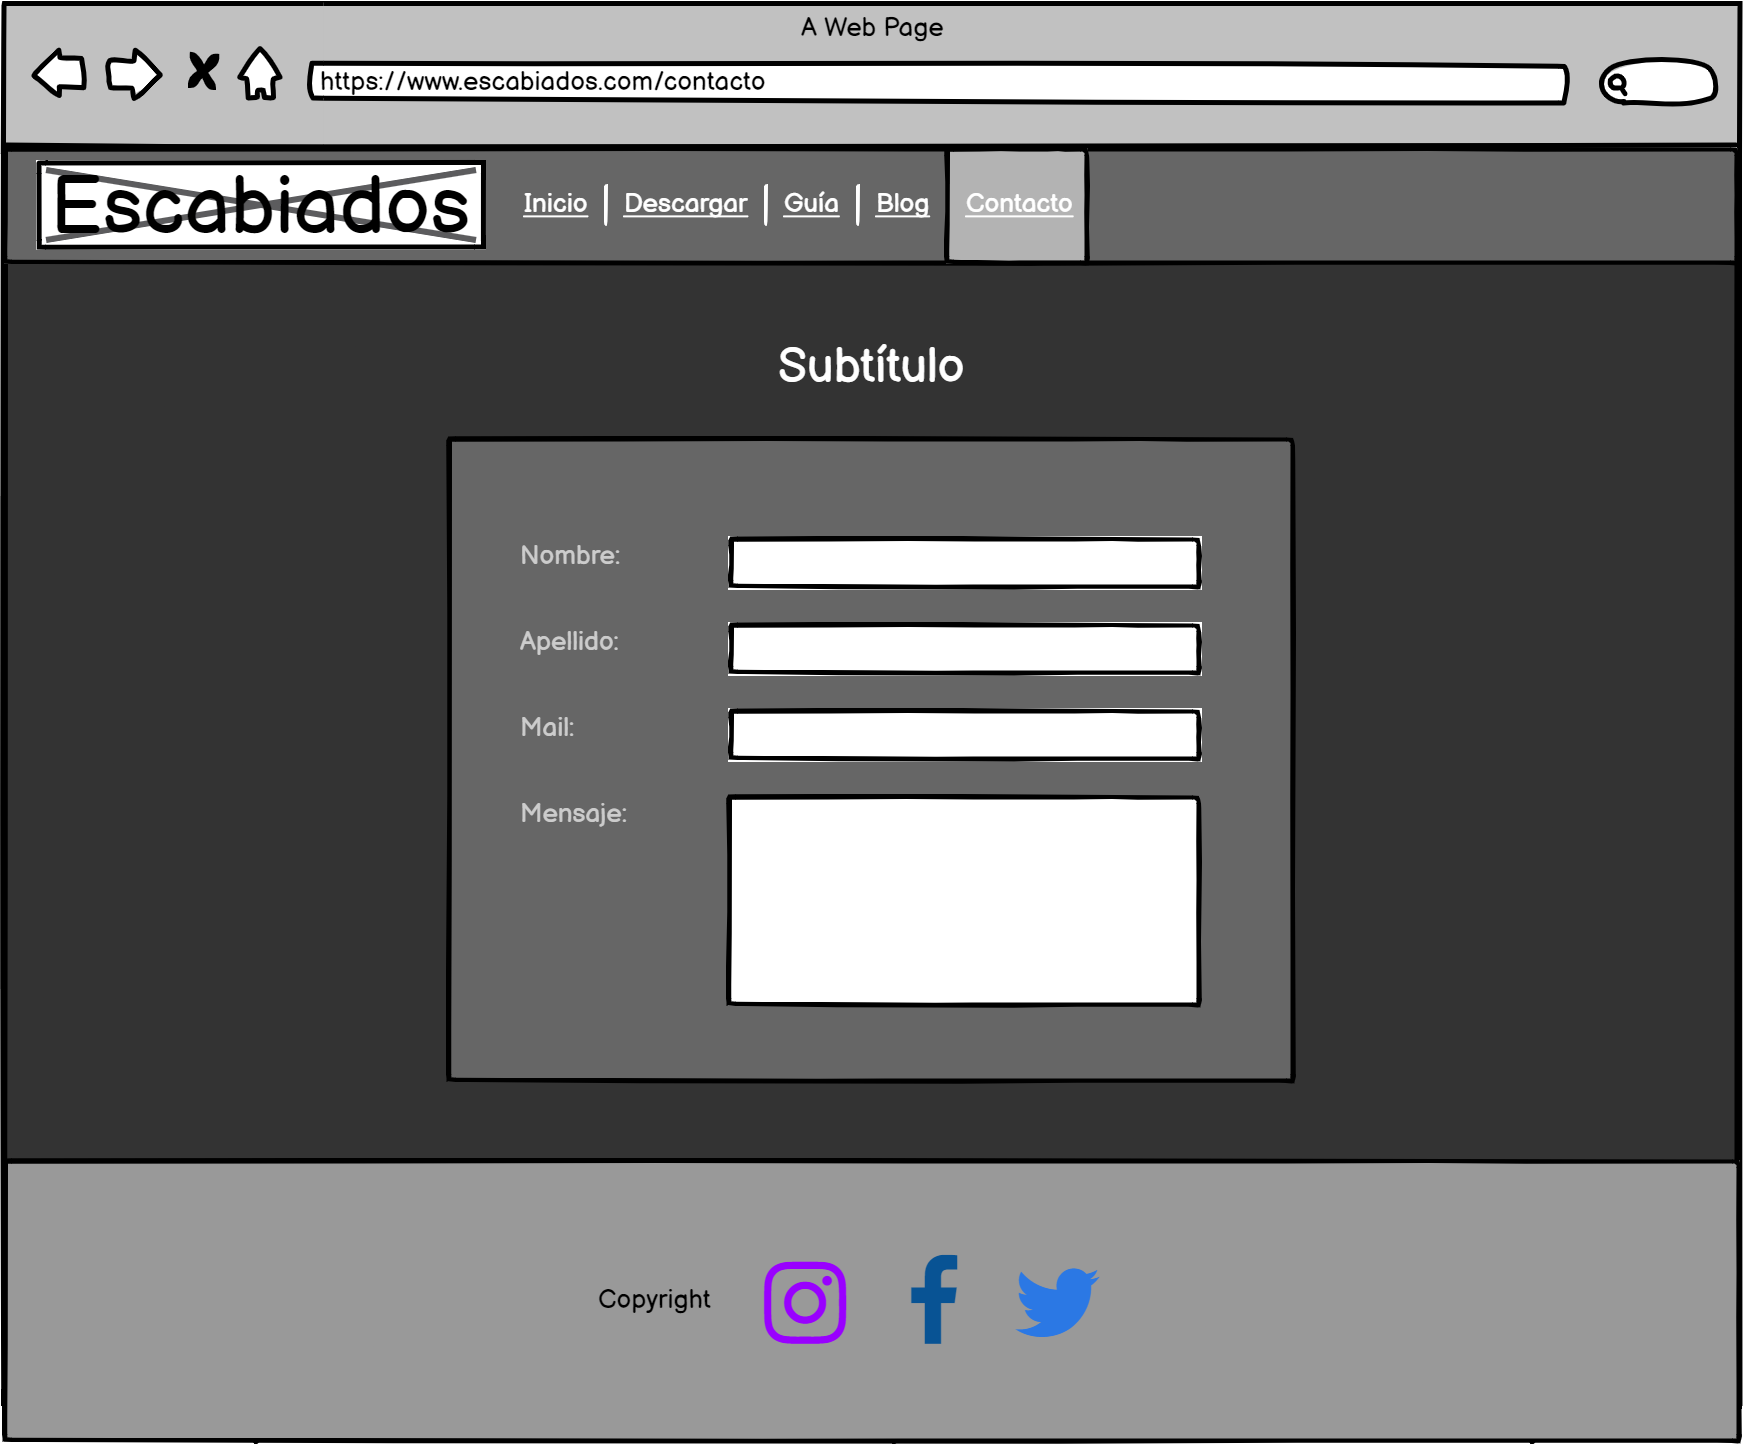 A Web Page
https://www.escabiados.com/contacto
Escabiados
Inicio | Descargar | Guía | Blog Contacto
Subtítulo
Nombre:
Apellido:
Mail:
Mensaje:
Copyright